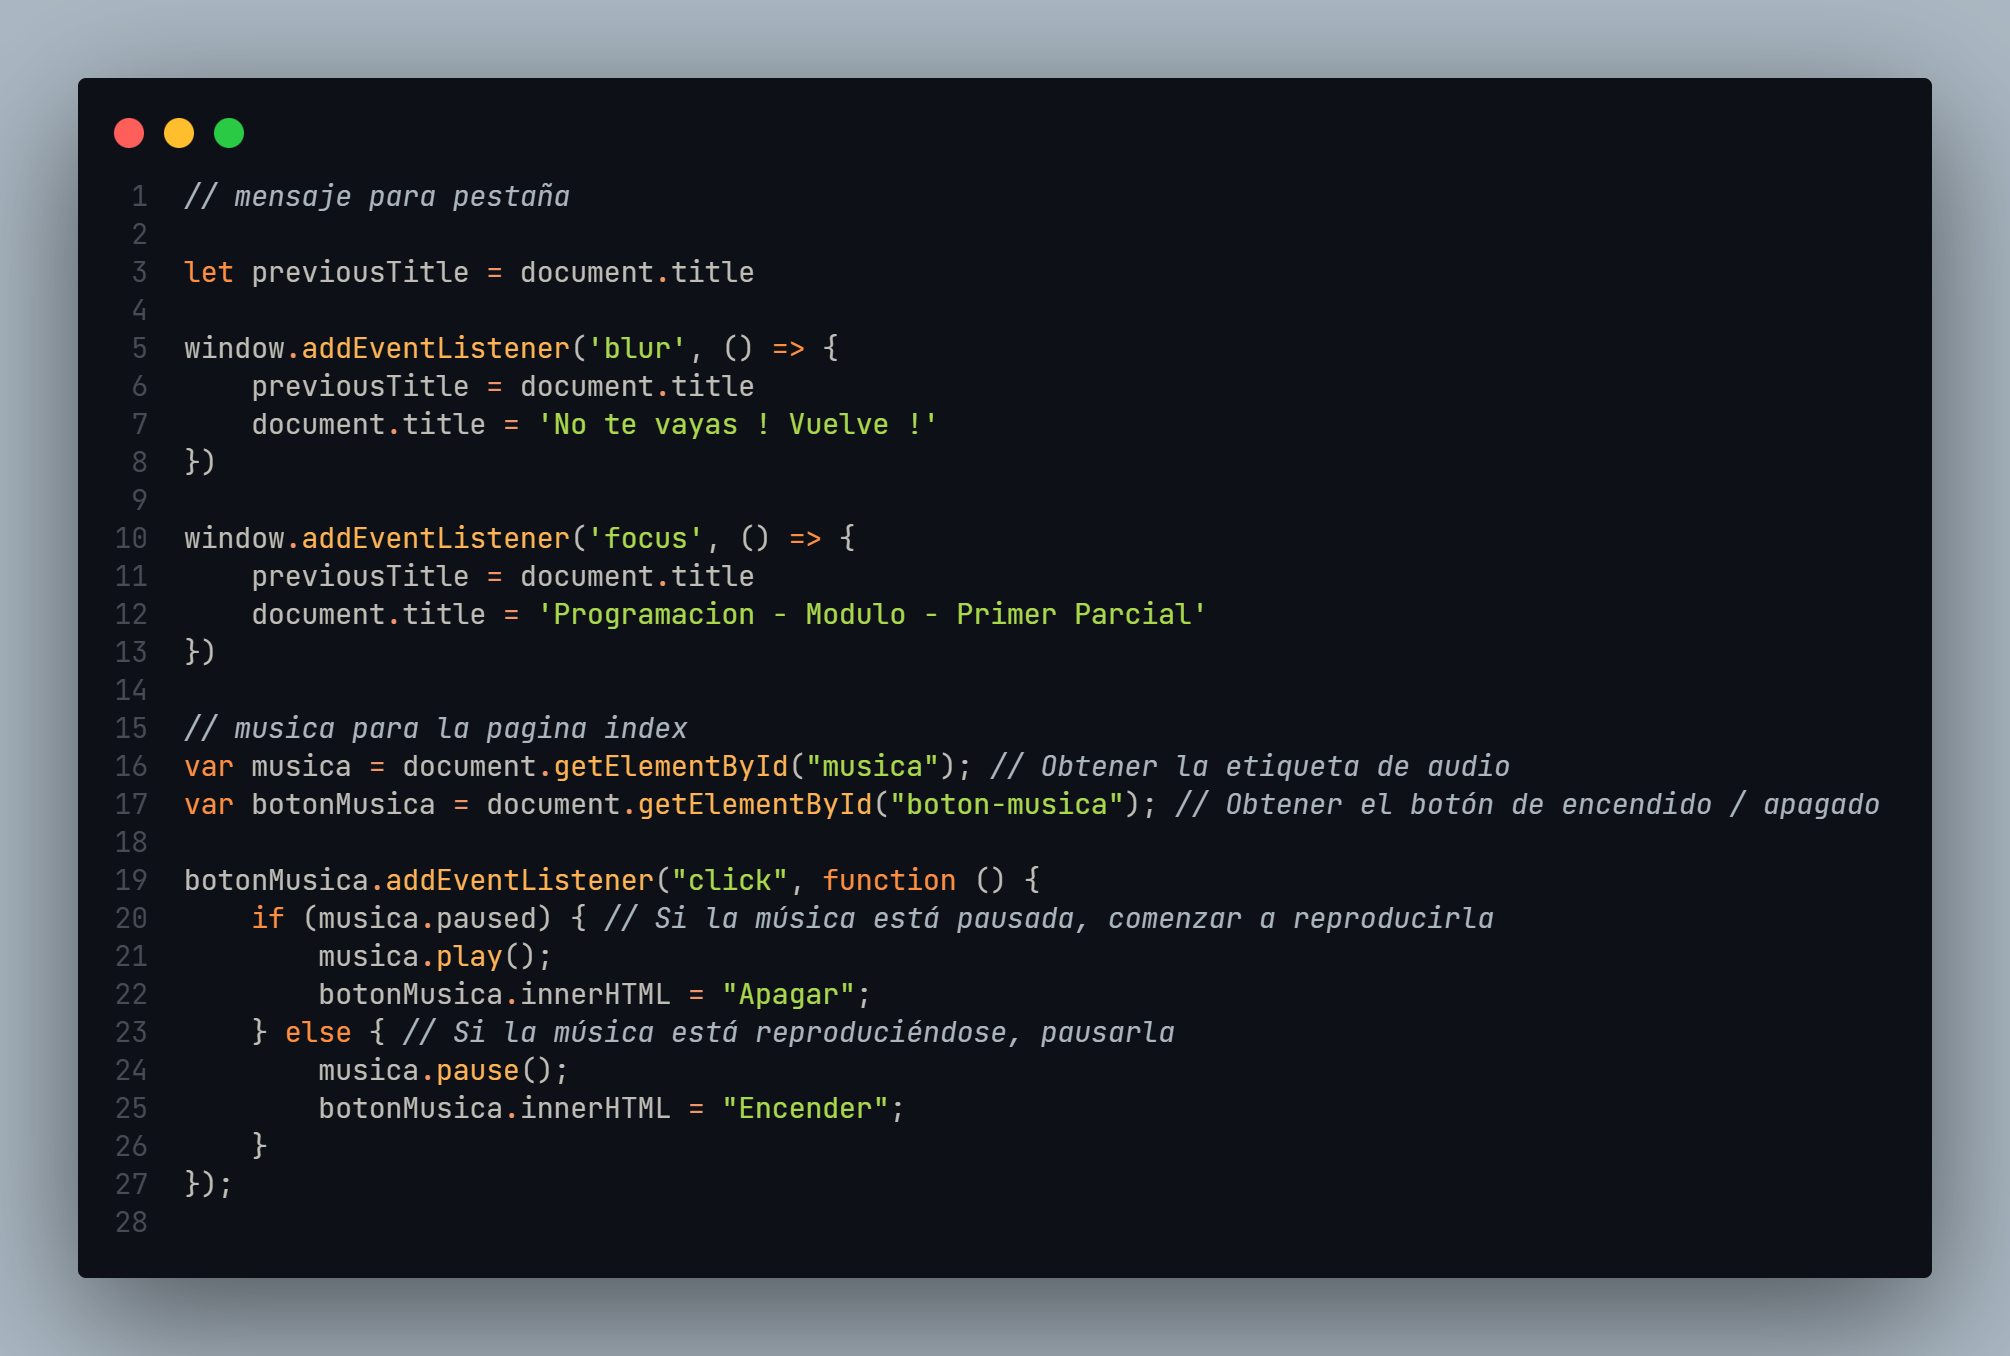 1 // mensaje para pestaña
2
3 let previousTitle = document.title
4
5 window.addEventListener('blur', () => {
6     previousTitle = document.title
7     document.title = 'No te vayas ! Vuelve !'
8 })
9
10 window.addEventListener('focus', () => {
11     previousTitle = document.title
12     document.title = 'Programacion - Modulo - Primer Parcial'
13 })
14
15 // musica para la pagina index
16 var musica = document.getElementById("musica"); // Obtener la etiqueta de audio
17 var botonMusica = document.getElementById("boton-musica"); // Obtener el botón de encendido / apagado
18
19 botonMusica.addEventListener("click", function () {
20     if (musica.paused) { // Si la música está pausada, comenzar a reproducirla
21         musica.play();
22         botonMusica.innerHTML = "Apagar";
23     } else { // Si la música está reproduciéndose, pausarla
24         musica.pause();
25         botonMusica.innerHTML = "Encender";
26     }
27 });
28